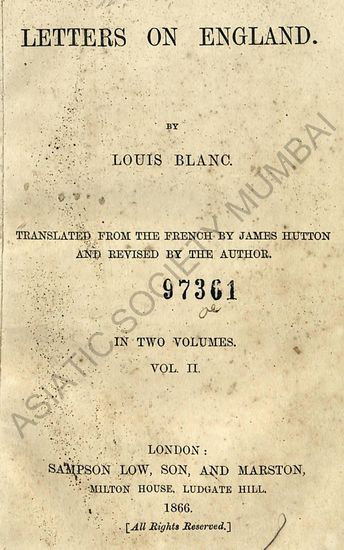 LETTERS ON ENGLAND.
BY
LOUIS BLANC.
TRANSLATED FROM THE FRENCH BY JAMES HUTTON
AND REVISED BY THE AUTHOR.
97361
IN TWO VOLUMES.
VOL. II.
LONDON:
SAMPSON LOW, SON, AND MARSTON,
MILTON HOUSE, LUDGATE HILL.
1866.
[All Rights Reserved.]
ASIATIC SOCIETY MUMBAI